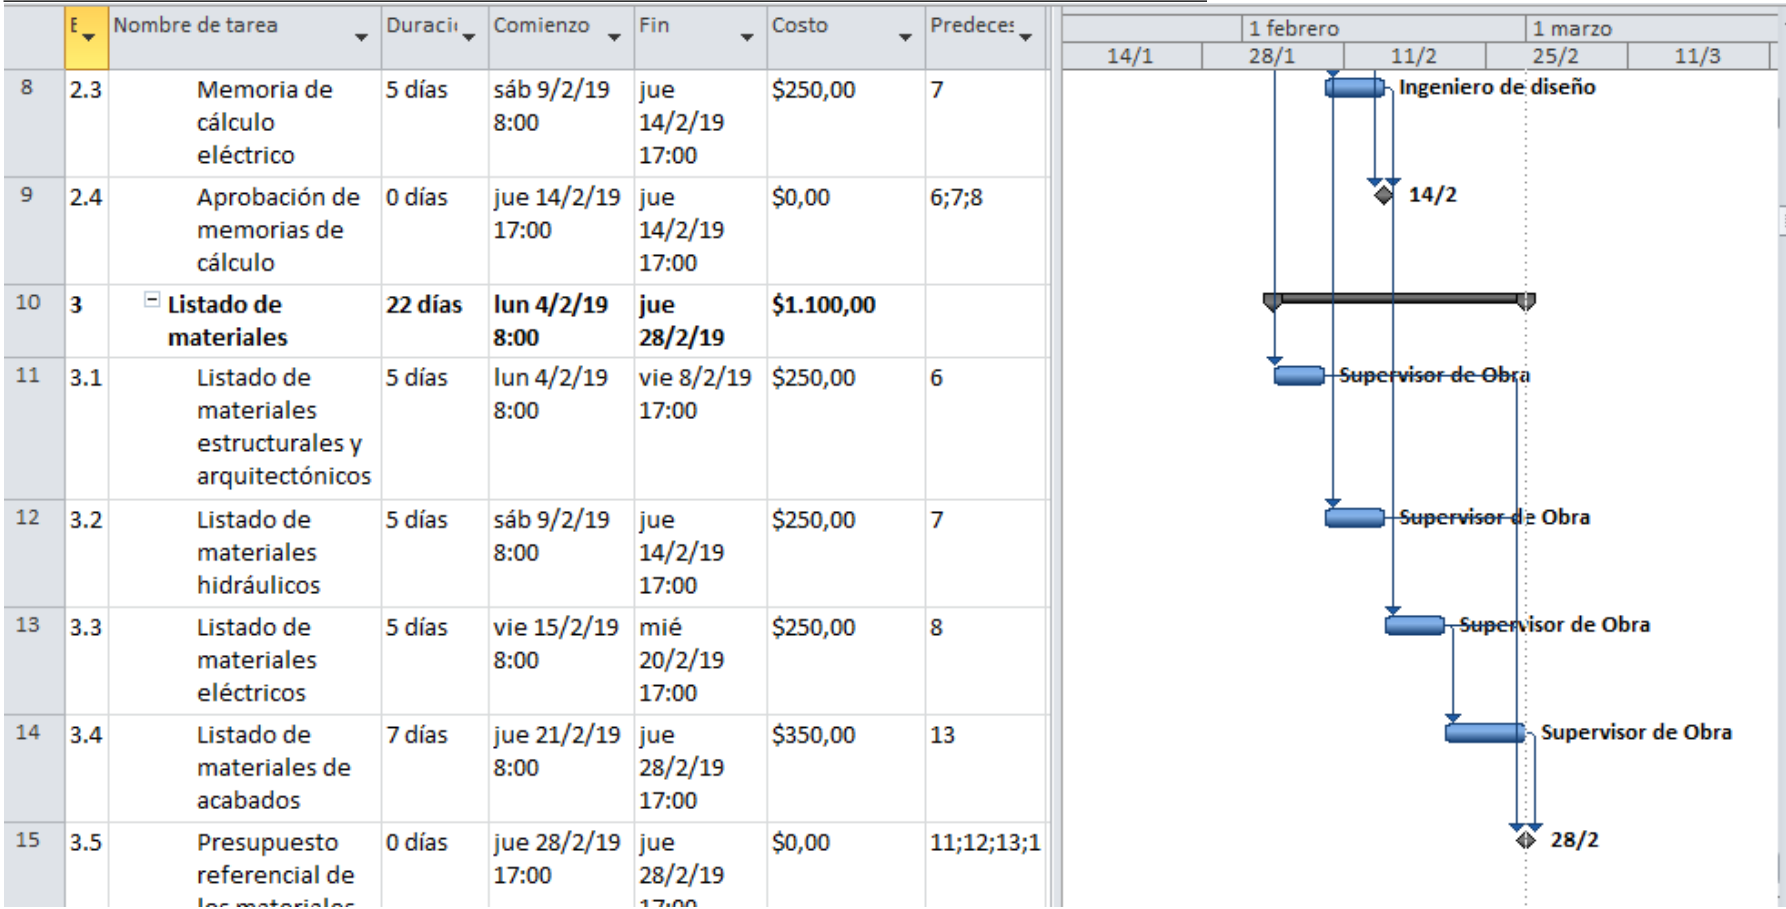 E Nombre de tarea Duració Comienzo Fin Costo Predeces
1 febrero 1 marzo
14/1 28/1 11/2 25/2 11/3
8 2.3 Memoria de 5 días sáb 9/2/19 jue $250,00 7 Ingeniero de diseño
cálculo 8:00 14/2/19
eléctrico 17:00
9 2.4 Aprobación de 0 días jue 14/2/19 jue $0,00 6;7;8 14/2
memorias de 17:00 14/2/19
cálculo 17:00
10 3 Listado de 22 días lun 4/2/19 jue $1.100,00
materiales 8:00 28/2/19
11 3.1 Listado de 5 días lun 4/2/19 vie 8/2/19 $250,00 6 Supervisor de Obra
materiales 8:00 17:00
estructurales y
arquitectónicos
12 3.2 Listado de 5 días sáb 9/2/19 jue $250,00 7 Supervisor de Obra
materiales 8:00 14/2/19
hidráulicos 17:00
13 3.3 Listado de 5 días vie 15/2/19 mié $250,00 8 Supervisor de Obra
materiales 8:00 20/2/19
eléctricos 17:00
14 3.4 Listado de 7 días jue 21/2/19 jue $350,00 13 Supervisor de Obra
materiales de 8:00 28/2/19
acabados 17:00
15 3.5 Presupuesto 0 días jue 28/2/19 jue $0,00 11;12;13;1 28/2
referencial de 17:00 28/2/19
los materiales 17:00